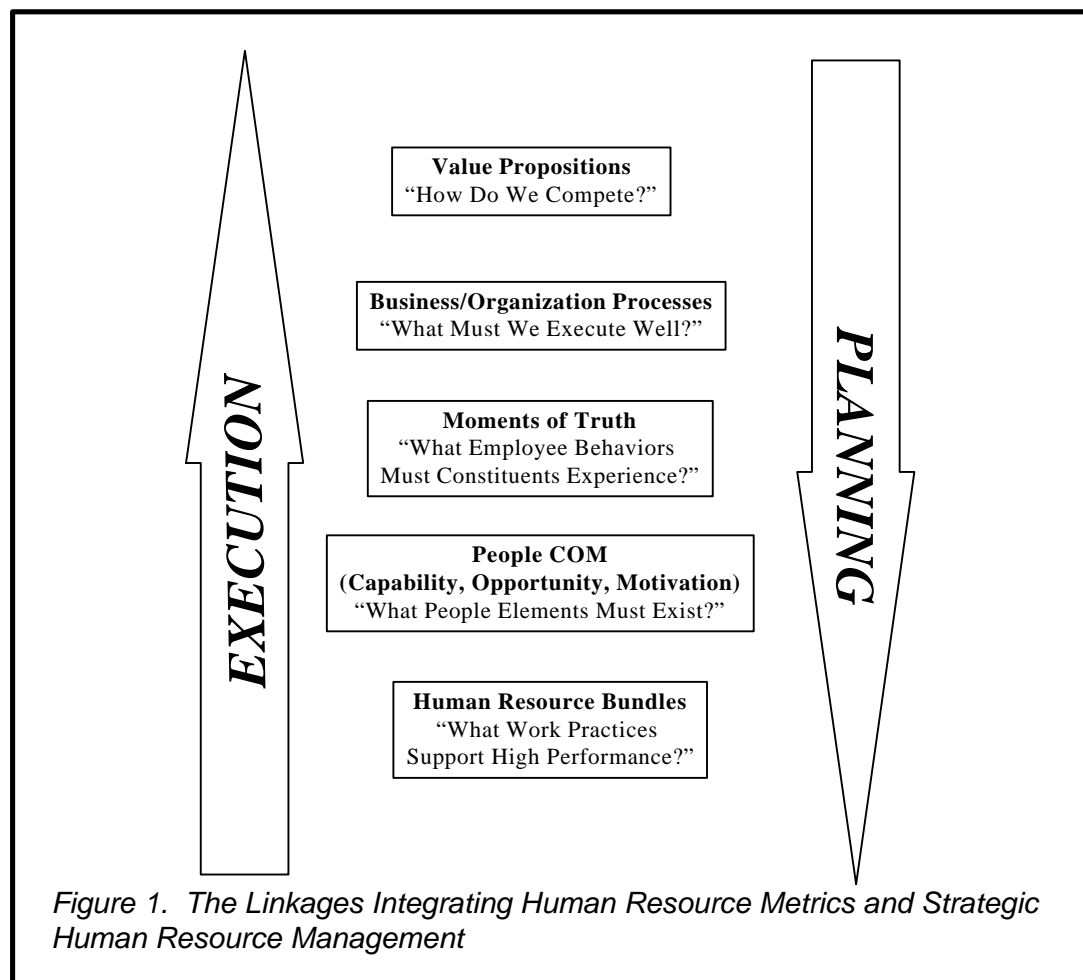 Value Propositions
“How Do We Compete?”
Business/Organization Processes
“What Must We Execute Well?”
Moments of Truth
“What Employee Behaviors
Must Constituents Experience?”
People COM
(Capability, Opportunity, Motivation)
“What People Elements Must Exist?”
Human Resource Bundles
“What Work Practices
Support High Performance?”
EXECUTION
PLANNING
Figure 1.  The Linkages Integrating Human Resource Metrics and Strategic
Human Resource Management